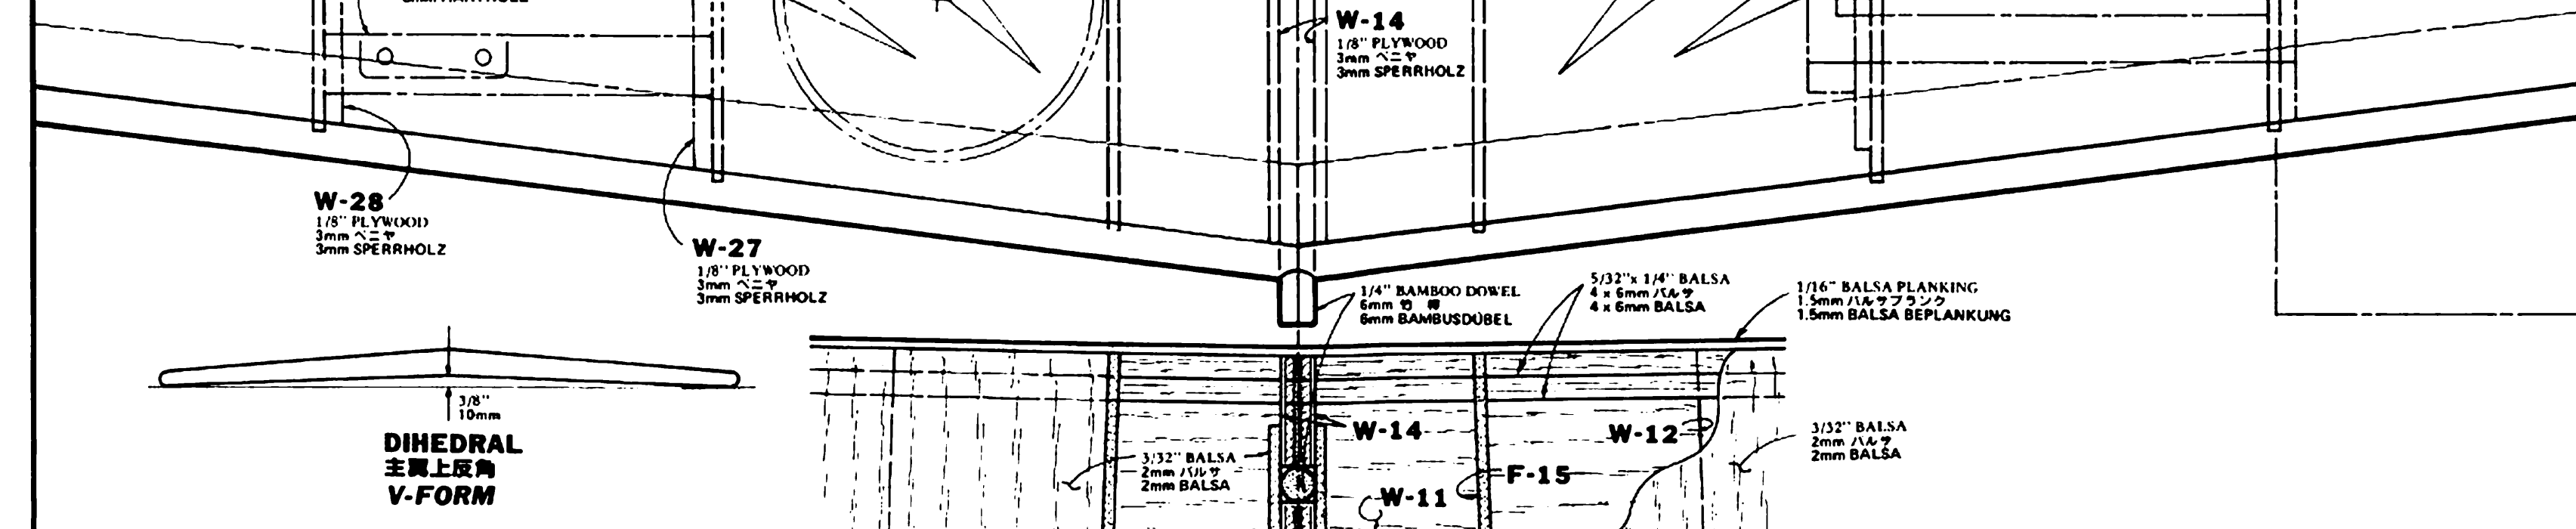 W-14
1/8" PLYWOOD
3mm ベニヤ
3mm SPERRHOLZ
W-28
1/8" PLYWOOD
3mm ベニヤ
3mm SPERRHOLZ
W-27
1/8" PLYWOOD
3mm ベニヤ
3mm SPERRHOLZ
1/4" BAMBOO DOWEL
6mm 竹
6mm BAMBUSDÜBEL
5/32" x 1/4" BALSA
4 x 6mm バルサ
4 x 6mm BALSA
1/16" BALSA PLANKING
1.5mm バルサプランク
1.5mm BALSA BEPLANKUNG
3/8"
10mm
DIHEDRAL
主翼上反角
V-FORM
3/32" BALSA
2mm バルサ
2mm BALSA
W-14
W-12
F-15
W-11
3/32" BALSA
2mm バルサ
2mm BALSA